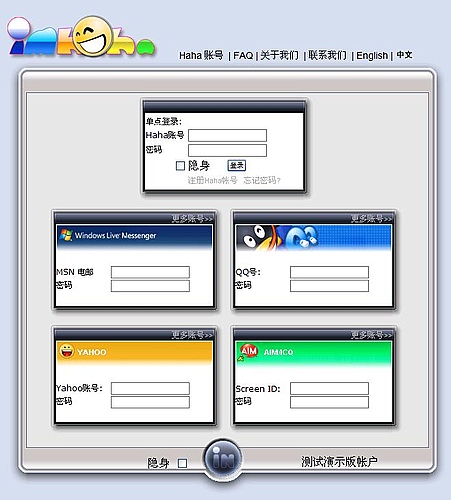 imHaha
Haha 账号 | FAQ | 关于我们 | 联系我们 | English | 中文
单点登录:
Haha账号
密码
隐身 登录
注册Haha帐号 忘记密码?
更多账号>>
Windows Live Messenger
MSN 电邮
密码
更多账号>>
QQ号:
密码
更多账号>>
YAHOO
Yahoo账号:
密码
更多账号>>
AIM AIM/ICQ
Screen ID:
密码
隐身 iN 测试演示版帐户